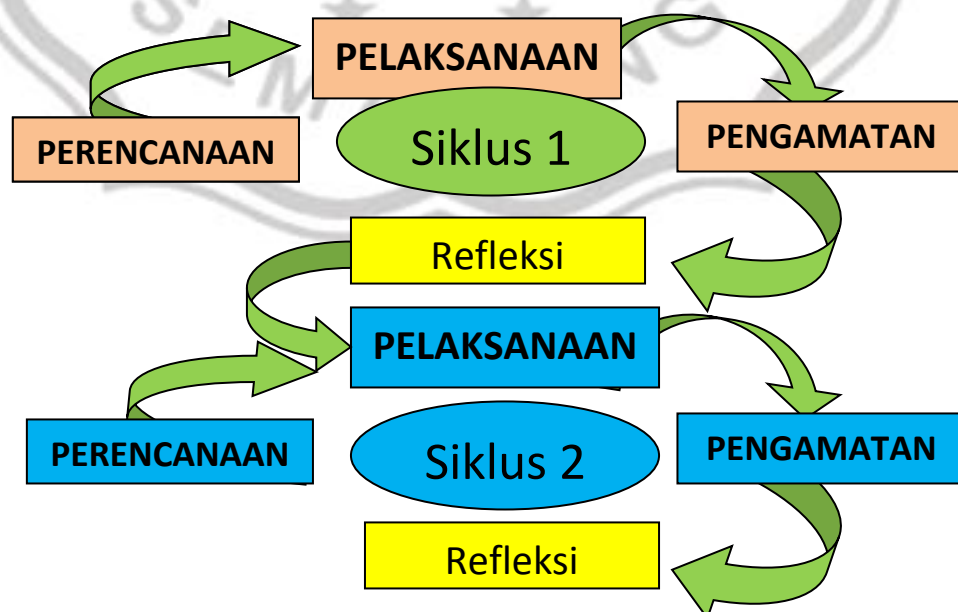 PELAKSANAAN
PERENCANAAN
Siklus 1
PENGAMATAN
Refleksi
PELAKSANAAN
PERENCANAAN
Siklus 2
PENGAMATAN
Refleksi